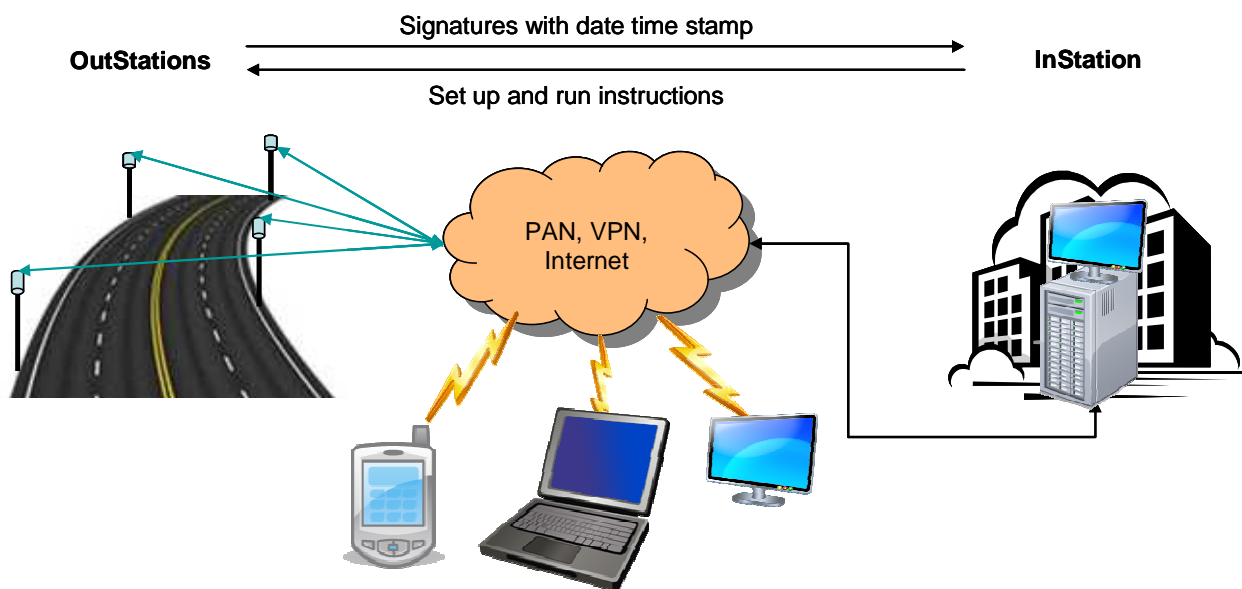 Signatures with date time stamp
OutStations
InStation
Set up and run instructions
PAN, VPN,
Internet